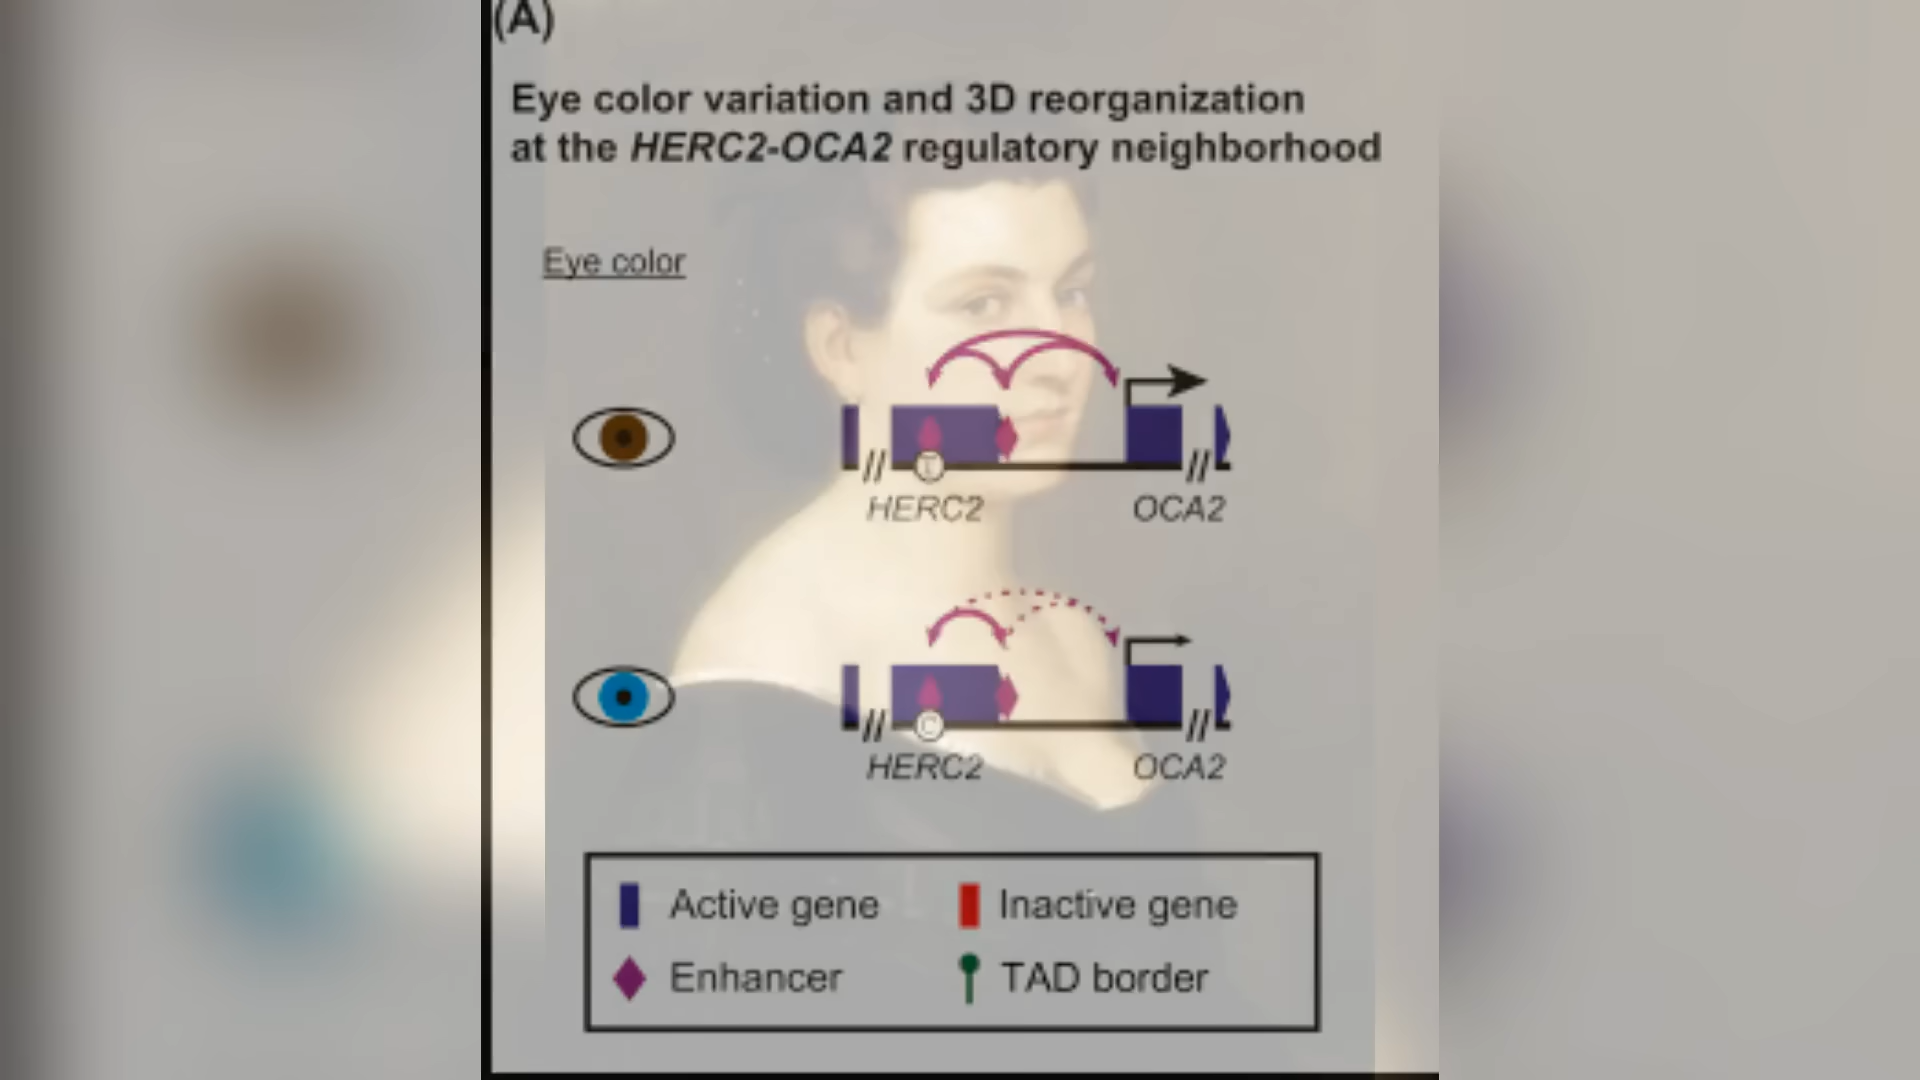 (A)
Eye color variation and 3D reorganization
at the HERC2-OCA2 regulatory neighborhood
Eye color
T
HERC2
OCA2
C
HERC2
OCA2
Active gene
Inactive gene
Enhancer
TAD border